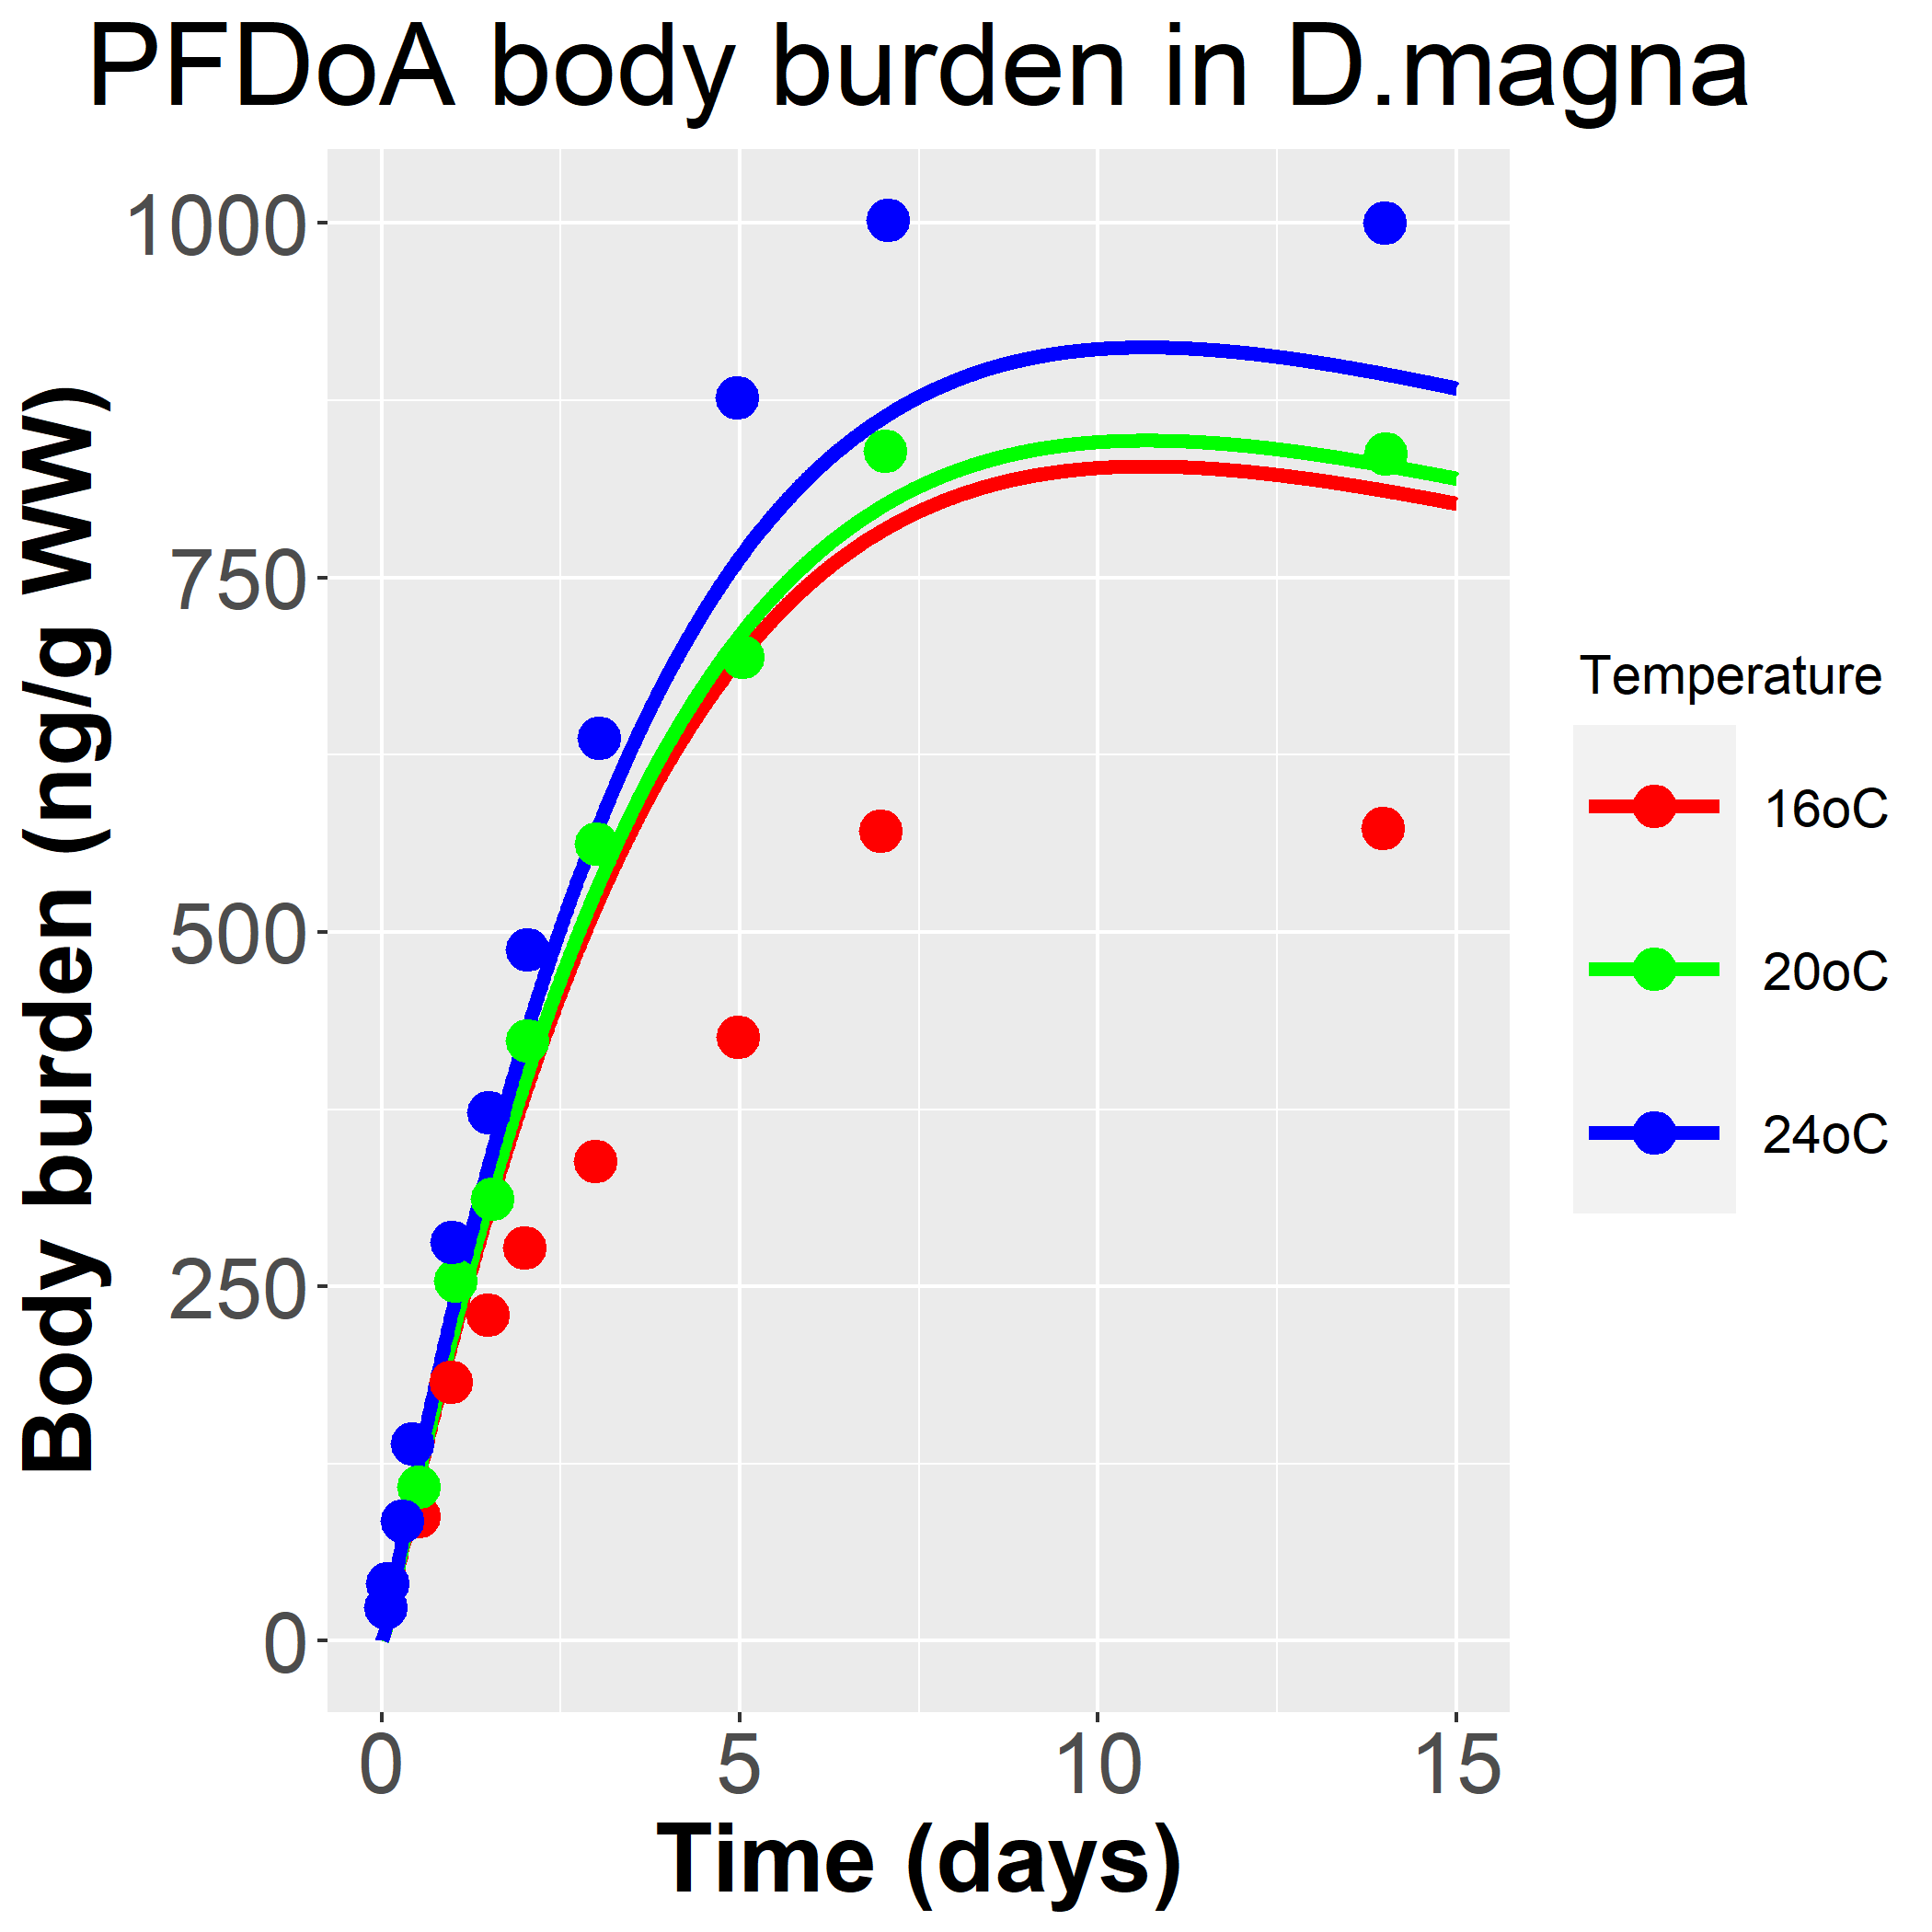 PFDoA body burden in D.magna
Body burden (ng/g WW)
1000
750
500
250
0
0 5 10 15
Time (days)
Temperature
16oC
20oC
24oC